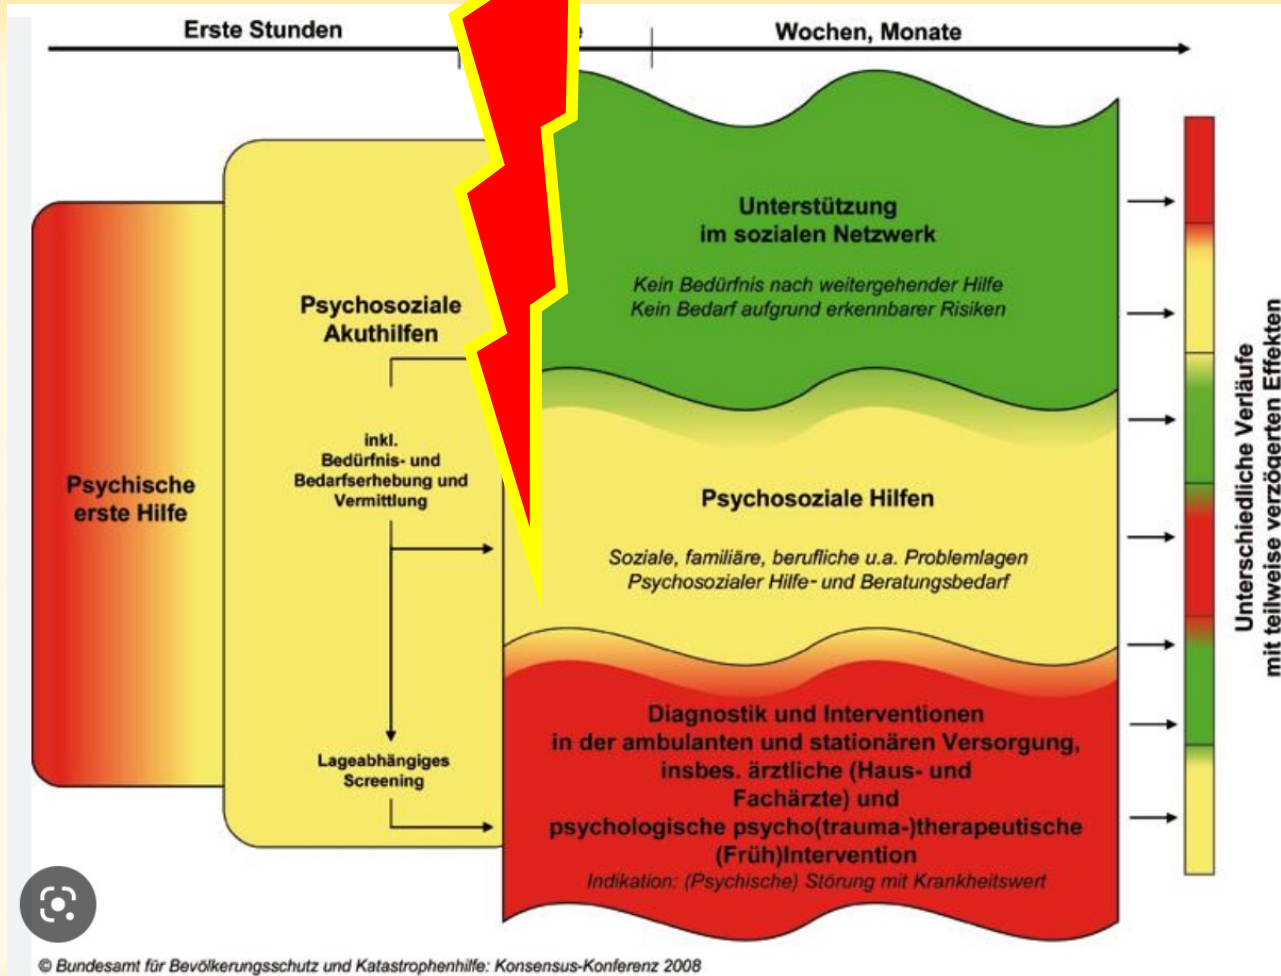 Erste Stunden
Wochen, Monate
Unterstützung
im sozialen Netzwerk
Kein Bedürfnis nach weitergehender Hilfe
Kein Bedarf aufgrund erkennbarer Risiken
Psychosoziale
Akuthilfen
inkl.
Bedürfnis- und
Bedarfserhebung und
Vermittlung
Psychische
erste Hilfe
Psychosoziale Hilfen
Soziale, familiäre, berufliche u.a. Problemlagen
Psychosozialer Hilfe- und Beratungsbedarf
Lageabhängiges
Screening
Diagnostik und Interventionen
in der ambulanten und stationären Versorgung,
insbes. ärztliche (Haus- und
Fachärzte) und
psychologische psycho(trauma-)therapeutische
(Früh)Intervention
Indikation: (Psychische) Störung mit Krankheitswert
Unterschiedliche Verläufe
mit teilweise verzögerten Effekten
© Bundesamt für Bevölkerungsschutz und Katastrophenhilfe: Konsensus-Konferenz 2008